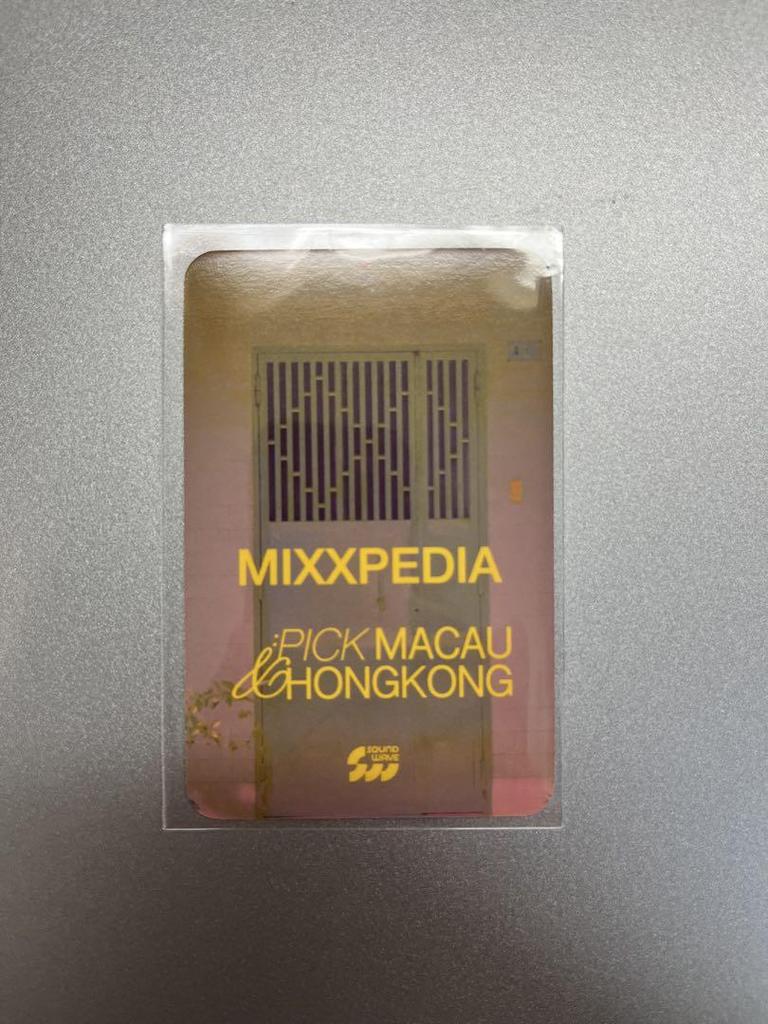 MIXXPEDIA
:PICK MACAU
&HONGKONG
SOUND
WAVE